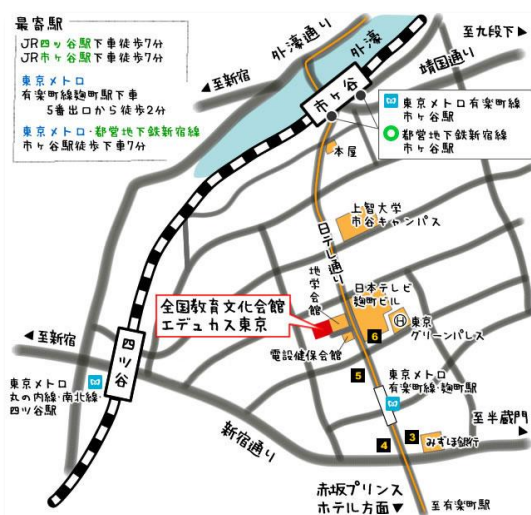 最寄駅
JR四ッ谷駅下車徒歩7分
JR市ヶ谷駅下車徒歩7分
東京メトロ
有楽町線麹町駅下車
5番出口から徒歩2分
東京メトロ・都営地下鉄新宿線
市ヶ谷駅徒歩下車7分
至新宿
外濠通り
外濠
至九段下
靖国通り
市ヶ谷
東京メトロ有楽町線
市ヶ谷駅
都営地下鉄新宿線
市ヶ谷駅
本屋
上智大学
市谷キャンパス
日テレ通り
地学会館
日本テレビ
麹町ビル
全国教育文化会館
エデュカス東京
H
東京
グリーンパレス
6
電設健保会館
至新宿
四ツ谷
5
東京メトロ
有楽町線・麹町駅
東京メトロ
丸の内線・南北線・
四ツ谷駅
至半蔵門
新宿通り
3
みずほ銀行
4
赤坂プリンス
ホテル方面▼
至有楽町駅